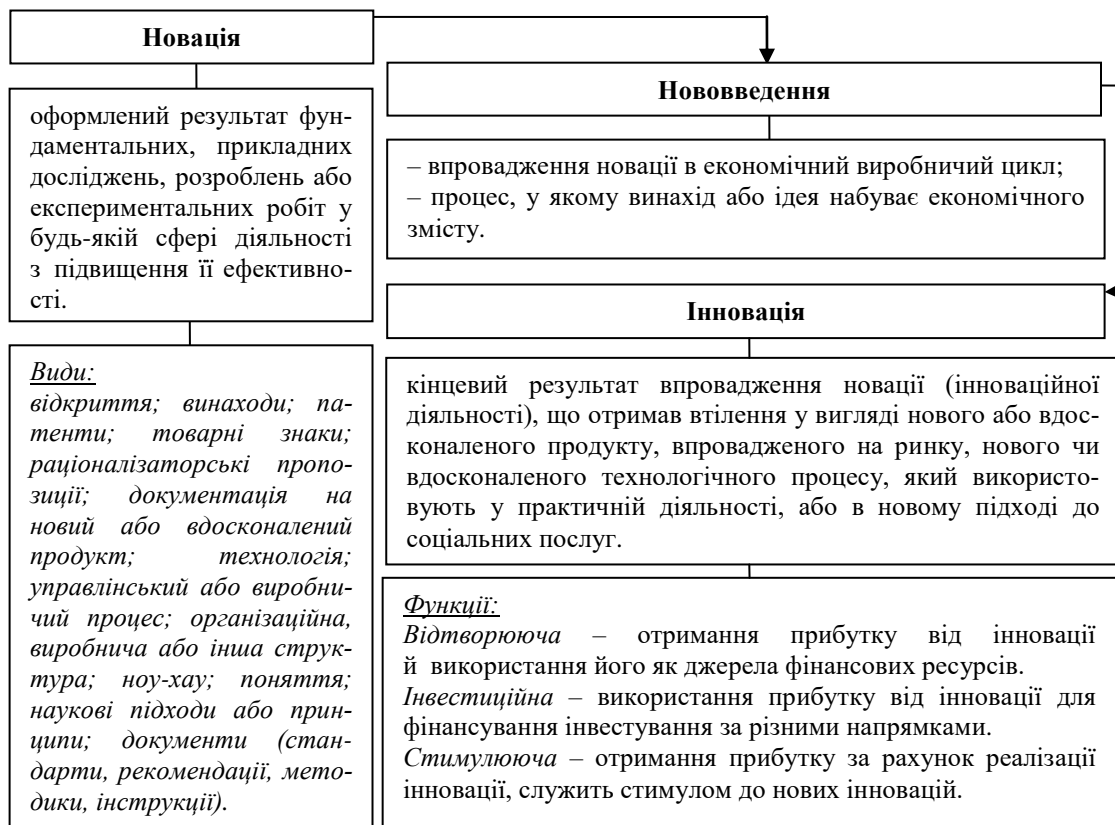 Новація
оформлений результат фун-
даментальних, прикладних
досліджень, розроблень або
експериментальних робіт у
будь-якій сфері діяльності
з підвищення її ефективно-
сті.
Види:
відкриття; винаходи; па-
тенти; товарні знаки;
раціоналізаторські пропо-
зиції; документація на
новий або вдосконалений
продукт; технологія;
управлінський або виробни-
чий процес; організаційна,
виробнича або інша струк-
тура; ноу-хау; поняття;
наукові підходи або прин-
ципи; документи (стан-
дарти, рекомендації, мето-
дики, інструкції).
Нововведення
– впровадження новації в економічний виробничий цикл;
– процес, у якому винахід або ідея набуває економічного
змісту.
Інновація
кінцевий результат впровадження новації (інноваційної
діяльності), що отримав втілення у вигляді нового або вдос-
коналеного продукту, впровадженого на ринку, нового чи
вдосконаленого технологічного процесу, який використо-
вують у практичній діяльності, або в новому підході до
соціальних послуг.
Функції:
Відтворююча – отримання прибутку від інновації
й використання його як джерела фінансових ресурсів.
Інвестиційна – використання прибутку від інновації для
фінансування інвестування за різними напрямками.
Стимулююча – отримання прибутку за рахунок реалізації
інновації, служить стимулом до нових інновацій.